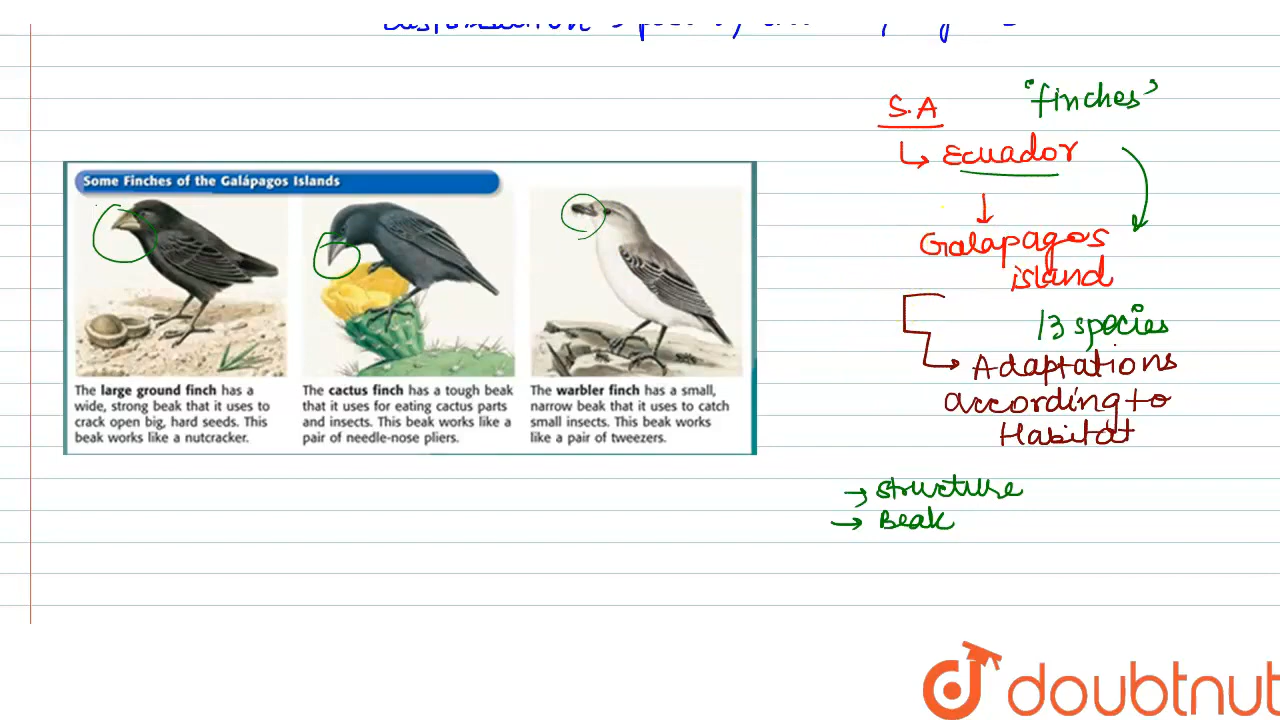 S.A
"finches"
↳ Ecuador
↓
Galapagos
island
13 species
Adaptations
according to
Habitat
→ structure
→ Beak
Some Finches of the Galápagos Islands
The large ground finch has a
wide, strong beak that it uses to
crack open big, hard seeds. This
beak works like a nutcracker.
The cactus finch has a tough beak
that it uses for eating cactus parts
and insects. This beak works like a
pair of needle-nose pliers.
The warbler finch has a small,
narrow beak that it uses to catch
small insects. This beak works
like a pair of tweezers.
doubtnut